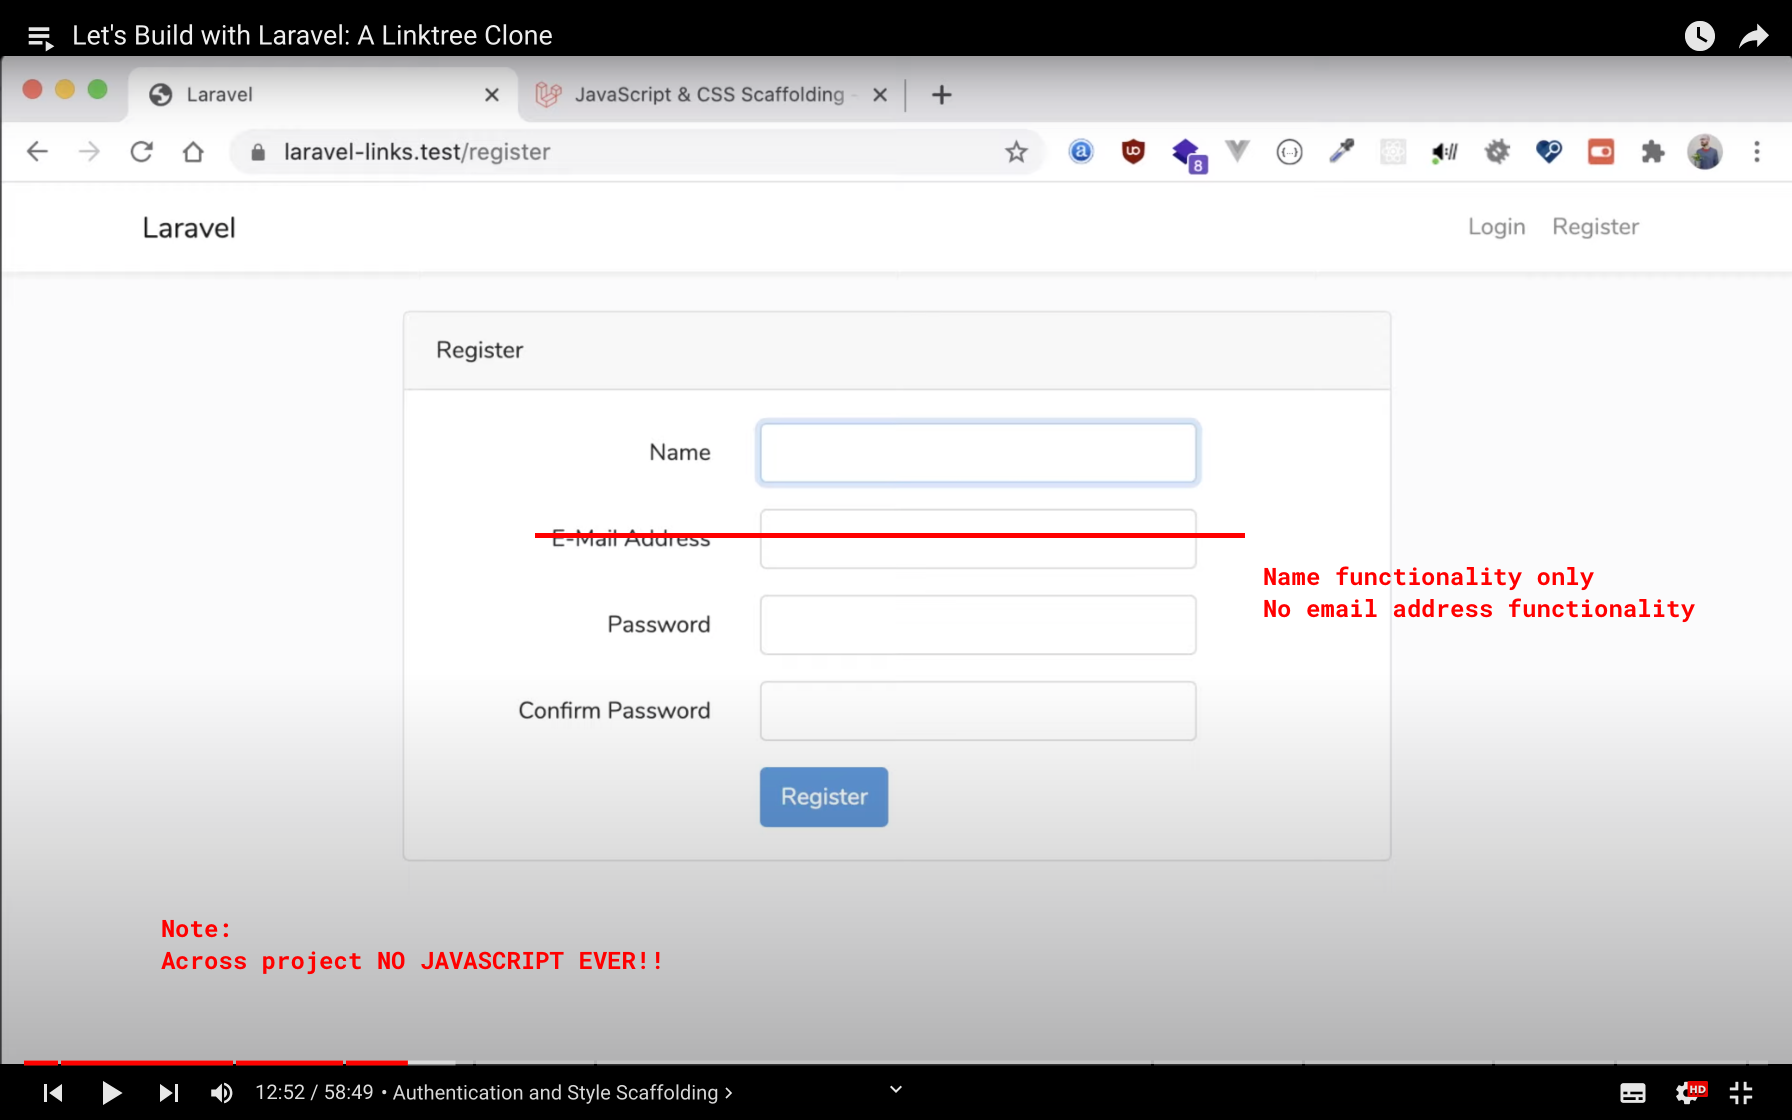 Let's Build with Laravel: A Linktree Clone
Laravel
JavaScript & CSS Scaffolding -
laravel-links.test/register
8
Laravel
Login
Register
Register
Name
E-Mail Address
Name functionality only
No email address functionality
Password
Confirm Password
Register
Note:
Across project NO JAVASCRIPT EVER!!
12:52 / 58:49 • Authentication and Style Scaffolding
HD